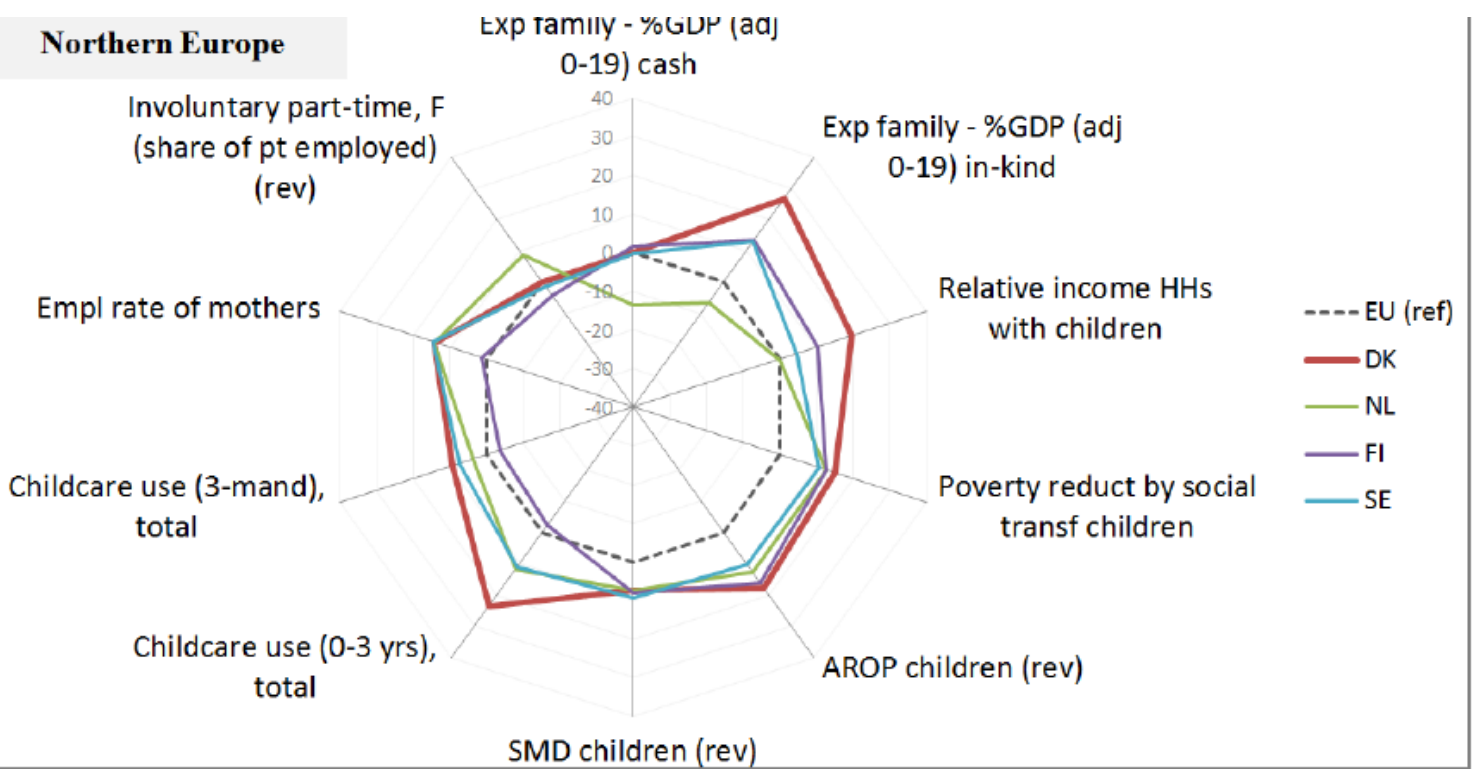 Northern Europe
Exp family - %GDP (adj
0-19) cash
Involuntary part-time, F
(share of pt employed)
(rev)
Exp family - %GDP (adj
0-19) in-kind
Empl rate of mothers
Relative income HHs
with children
Childcare use (3-mand),
total
Poverty reduct by social
transf children
Childcare use (0-3 yrs),
total
AROP children (rev)
SMD children (rev)
40
30
20
10
0
-10
-20
-30
-40
EU (ref)
DK
NL
FI
SE